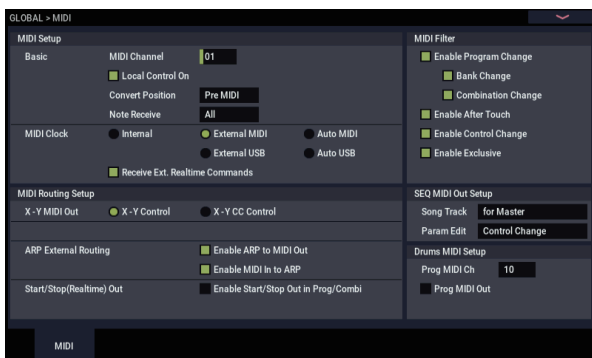 GLOBAL > MIDI
MIDI Setup
Basic MIDI Channel 01
Local Control On
Convert Position Pre MIDI
Note Receive All
MIDI Clock Internal External MIDI Auto MIDI
External USB Auto USB
Receive Ext. Realtime Commands
MIDI Routing Setup
X-Y MIDI Out X-Y Control X-Y CC Control
ARP External Routing Enable ARP to MIDI Out
Enable MIDI In to ARP
Start/Stop(Realtime) Out Enable Start/Stop Out in Prog/Combi
MIDI Filter
Enable Program Change
Bank Change
Combination Change
Enable After Touch
Enable Control Change
Enable Exclusive
SEQ MIDI Out Setup
Song Track for Master
Param Edit Control Change
Drums MIDI Setup
Prog MIDI Ch 10
Prog MIDI Out
MIDI